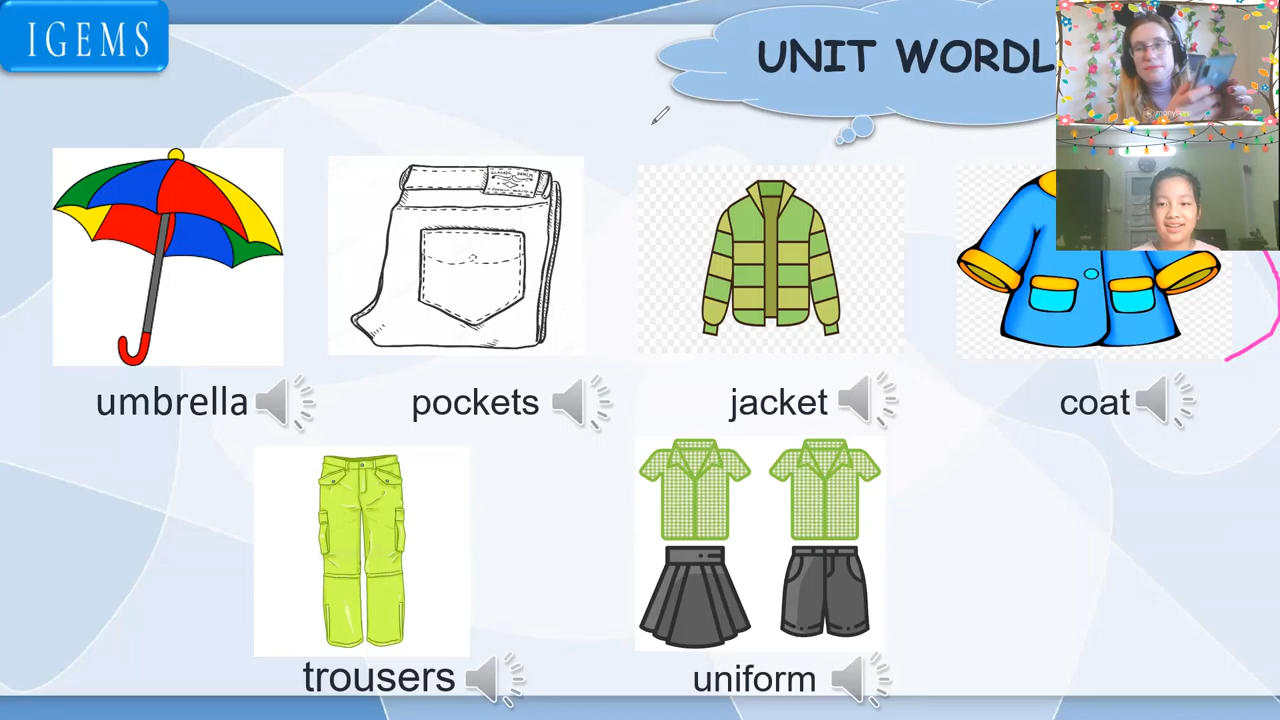 IGEMS
UNIT WORDL
umbrella
pockets
jacket
coat
trousers
uniform